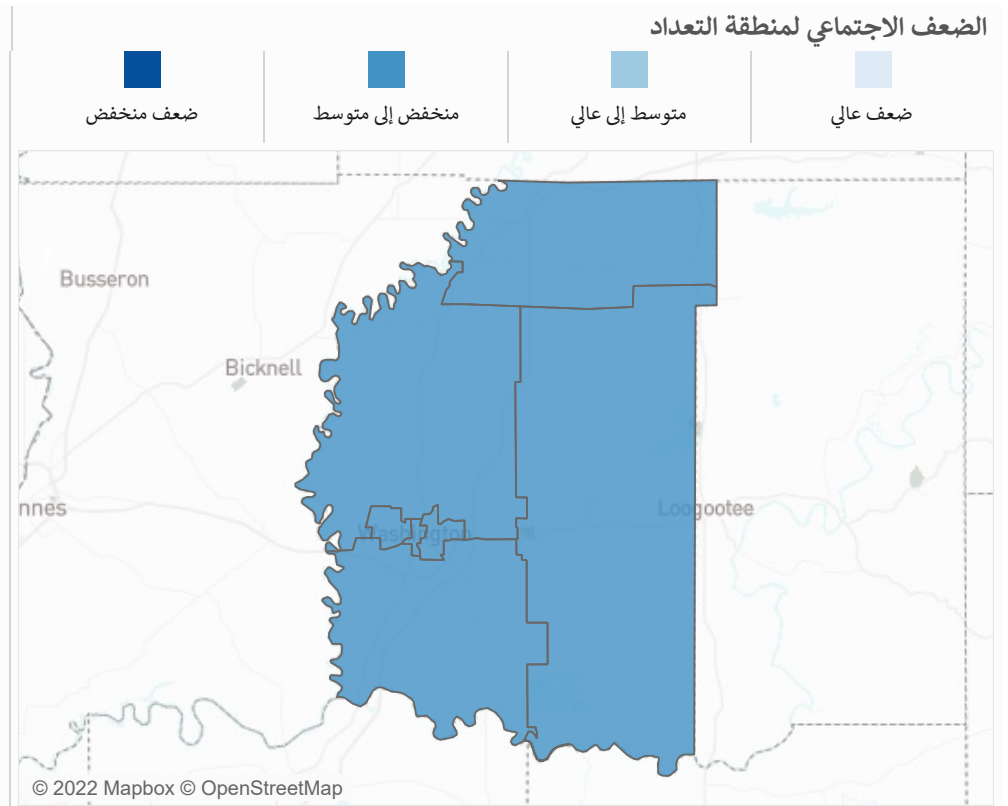 الضعف الاجتماعي لمنطقة التعداد
ضعف عالي
متوسط إلى عالي
منخفض إلى متوسط
ضعف منخفض
Busseron
Bicknell
nnes
Washington
Loogootee
© 2022 Mapbox © OpenStreetMap